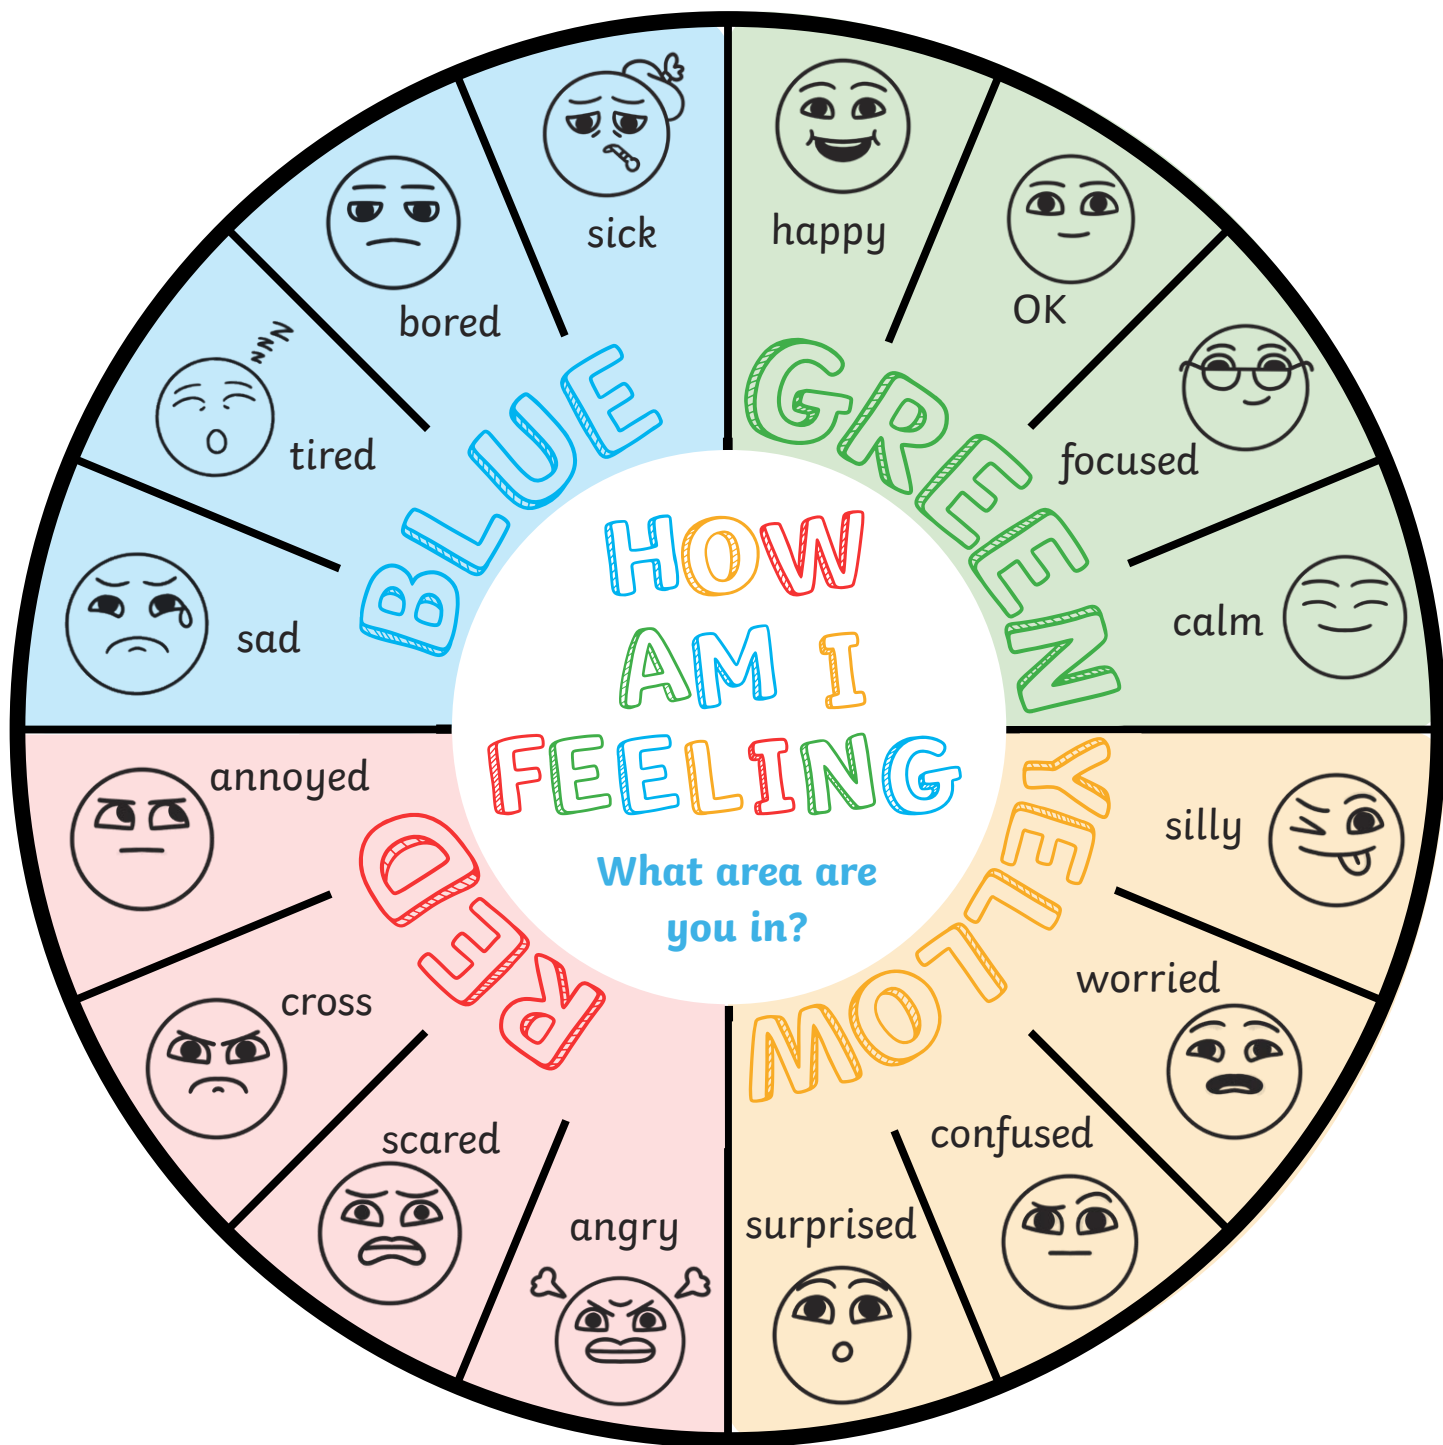 HOW
AM I
FEELING
What area are
you in?
GREEN
happy
OK
focused
calm
YELLOW
silly
worried
confused
surprised
RED
angry
scared
cross
annoyed
BLUE
sad
tired
zzz
bored
sick